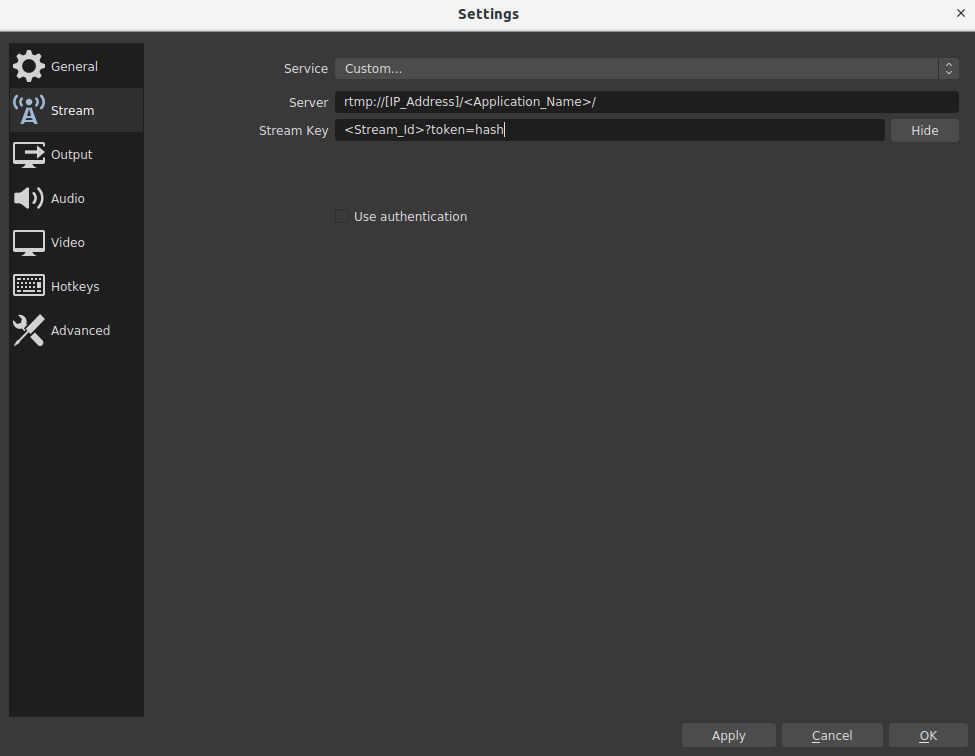 Settings
General
Stream
Output
Audio
Video
Hotkeys
Advanced
Service Custom...
Server rtmp://[IP_Address]/<Application_Name>/
Stream Key <Stream_Id>?token=hash Hide
Use authentication
Apply Cancel OK